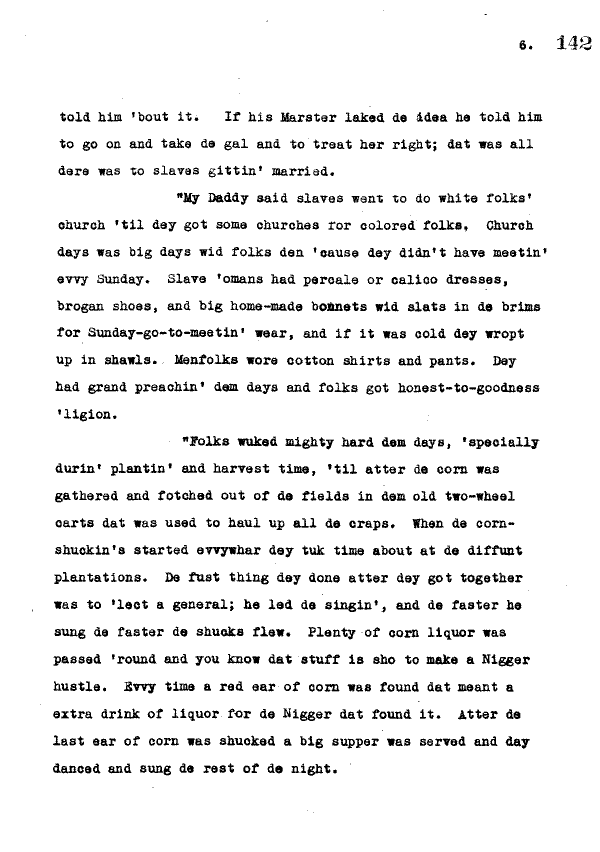 6. 142
told him 'bout it. If his Marster laked de idea he told him
to go on and take de gal and to treat her right; dat was all
dere was to slaves gittin' married.
"My Daddy said slaves went to do white folks'
church 'til dey got some churches for colored folks. Church
days was big days wid folks den 'cause dey didn't have meetin'
evvy Sunday. Slave 'omans had percale or calico dresses,
brogan shoes, and big home-made bonnets wid slats in de brims
for Sunday-go-to-meetin' wear, and if it was cold dey wropt
up in shawls. Menfolks wore cotton shirts and pants. Dey
had grand preachin' dem days and folks got honest-to-goodness
'ligion.
"Folks wuked mighty hard dem days, 'specially
durin' plantin' and harvest time, 'til atter de corn was
gathered and fotched out of de fields in dem old two-wheel
carts dat was used to haul up all de craps. When de corn-
shuckin's started evvywhar dey tuk time about at de diffunt
plantations. De fust thing dey done atter dey got together
was to 'lect a general; he led de singin', and de faster he
sung de faster de shucks flew. Plenty of corn liquor was
passed 'round and you know dat stuff is sho to make a Nigger
hustle. Evvy time a red ear of corn was found dat meant a
extra drink of liquor for de Nigger dat found it. Atter de
last ear of corn was shucked a big supper was served and day
danced and sung de rest of de night.